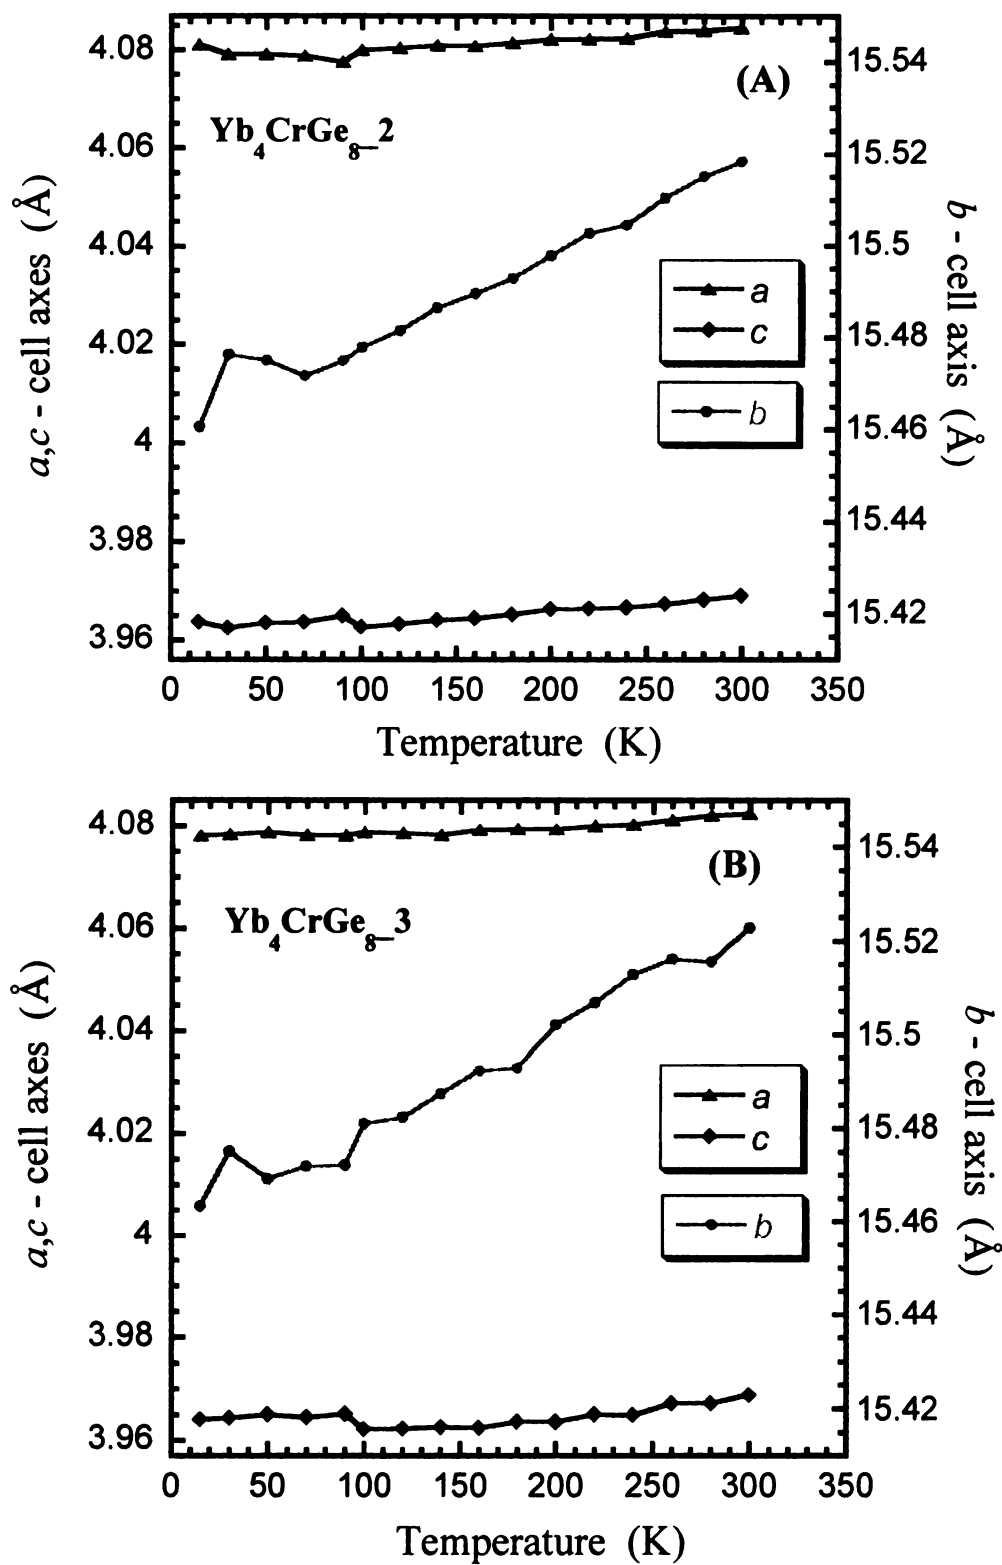 4.08
4.06
4.04
4.02
4
3.98
3.96
a,c - cell axes (Å)
(A)
Yb4CrGe8_2
a
c
b
15.54
15.52
15.5
15.48
15.46
15.44
15.42
b - cell axis (Å)
0 50 100 150 200 250 300 350
Temperature (K)
4.08
4.06
4.04
4.02
4
3.98
3.96
a,c - cell axes (Å)
(B)
Yb4CrGe8_3
a
c
b
15.54
15.52
15.5
15.48
15.46
15.44
15.42
b - cell axis (Å)
0 50 100 150 200 250 300 350
Temperature (K)